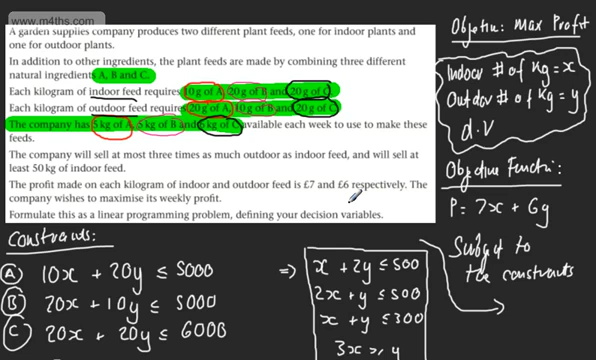 www.m4ths.com
A garden supplies company produces two different plant feeds, one for indoor plants and
one for outdoor plants.
In addition to other ingredients, the plant feeds are made by combining three different
natural ingredients A, B and C.
Each kilogram of indoor feed requires 10 g of A, 20 g of B and 20 g of C.
Each kilogram of outdoor feed requires 20 g of A, 10 g of B and 20 g of C.
The company has 5 kg of A, 5 kg of B and 6 kg of C available each week to use to make these
feeds.
The company will sell at most three times as much outdoor as indoor feed, and will sell at
least 50 kg of indoor feed.
The profit made on each kilogram of indoor and outdoor feed is £7 and £6 respectively. The
company wishes to maximise its weekly profit.
Formulate this as a linear programming problem, defining your decision variables.
Objective: Max Profit
Indoor # of Kg = x
Outdoor # of Kg = y
d.V
Objective Function
P = 7x + 6y
Subject to
the constraints
Constraints:
A 10x + 20y ≤ 5000
B 20x + 10y ≤ 5000
C 20x + 20y ≤ 6000
=> x + 2y ≤ 500
2x + y ≤ 500
x + y ≤ 300
3x ≥ y